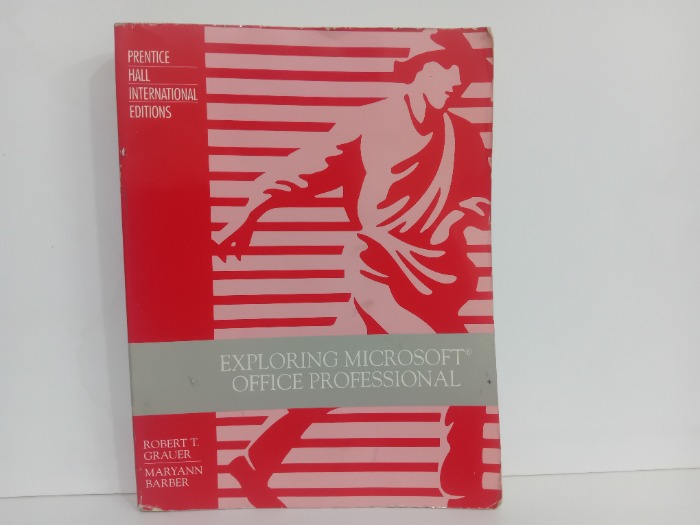 PRENTICE
HALL
INTERNATIONAL
EDITIONS
EXPLORING MICROSOFT®
OFFICE PROFESSIONAL
ROBERT T.
GRAUER
MARYANN
BARBER